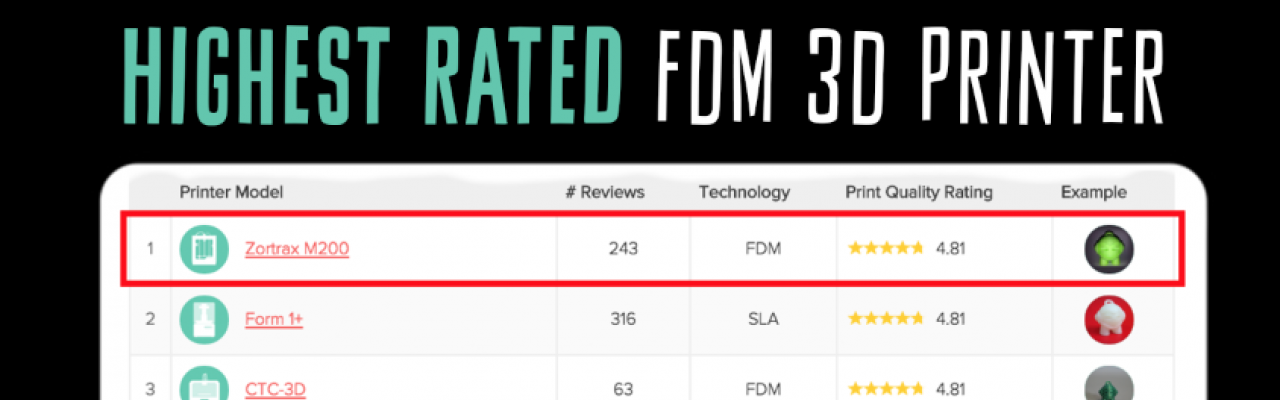 HIGHEST RATED FDM 3D PRINTER
Printer Model # Reviews Technology Print Quality Rating Example
1 Zortrax M200 243 FDM 4.81
2 Form 1+ 316 SLA 4.81
3 CTC-3D 63 FDM 4.81